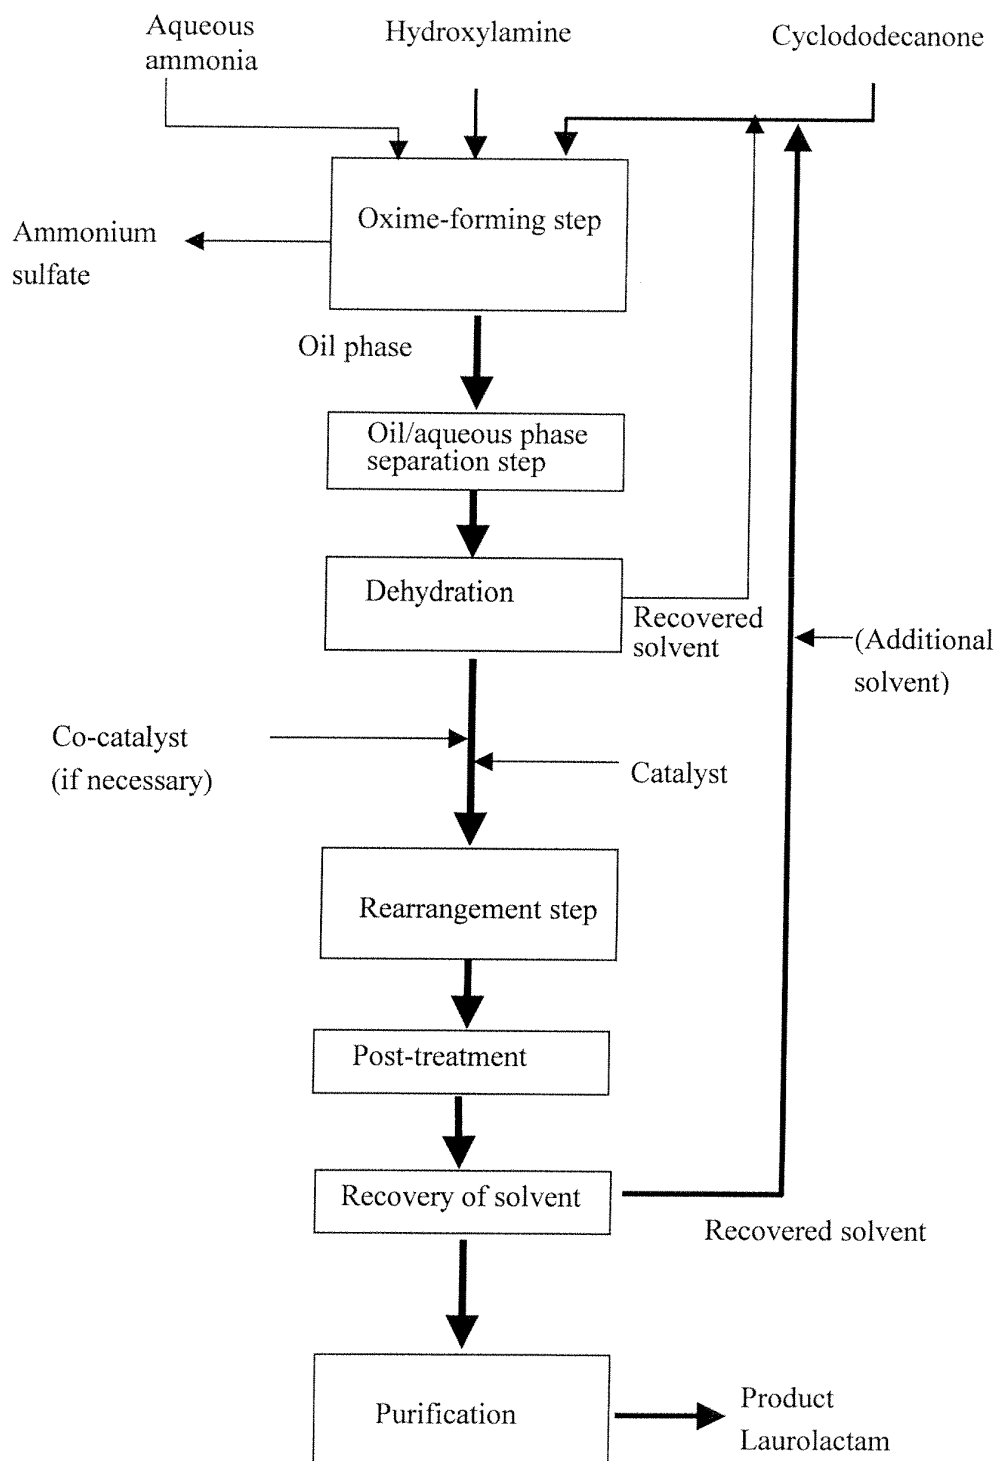 Aqueous
ammonia
Hydroxylamine
Cyclododecanone
Oxime-forming step
Ammonium
sulfate
Oil phase
Oil/aqueous phase
separation step
Dehydration
Recovered
solvent
(Additional
solvent)
Co-catalyst
(if necessary)
Catalyst
Rearrangement step
Post-treatment
Recovery of solvent
Recovered solvent
Purification
Product
Laurolactam